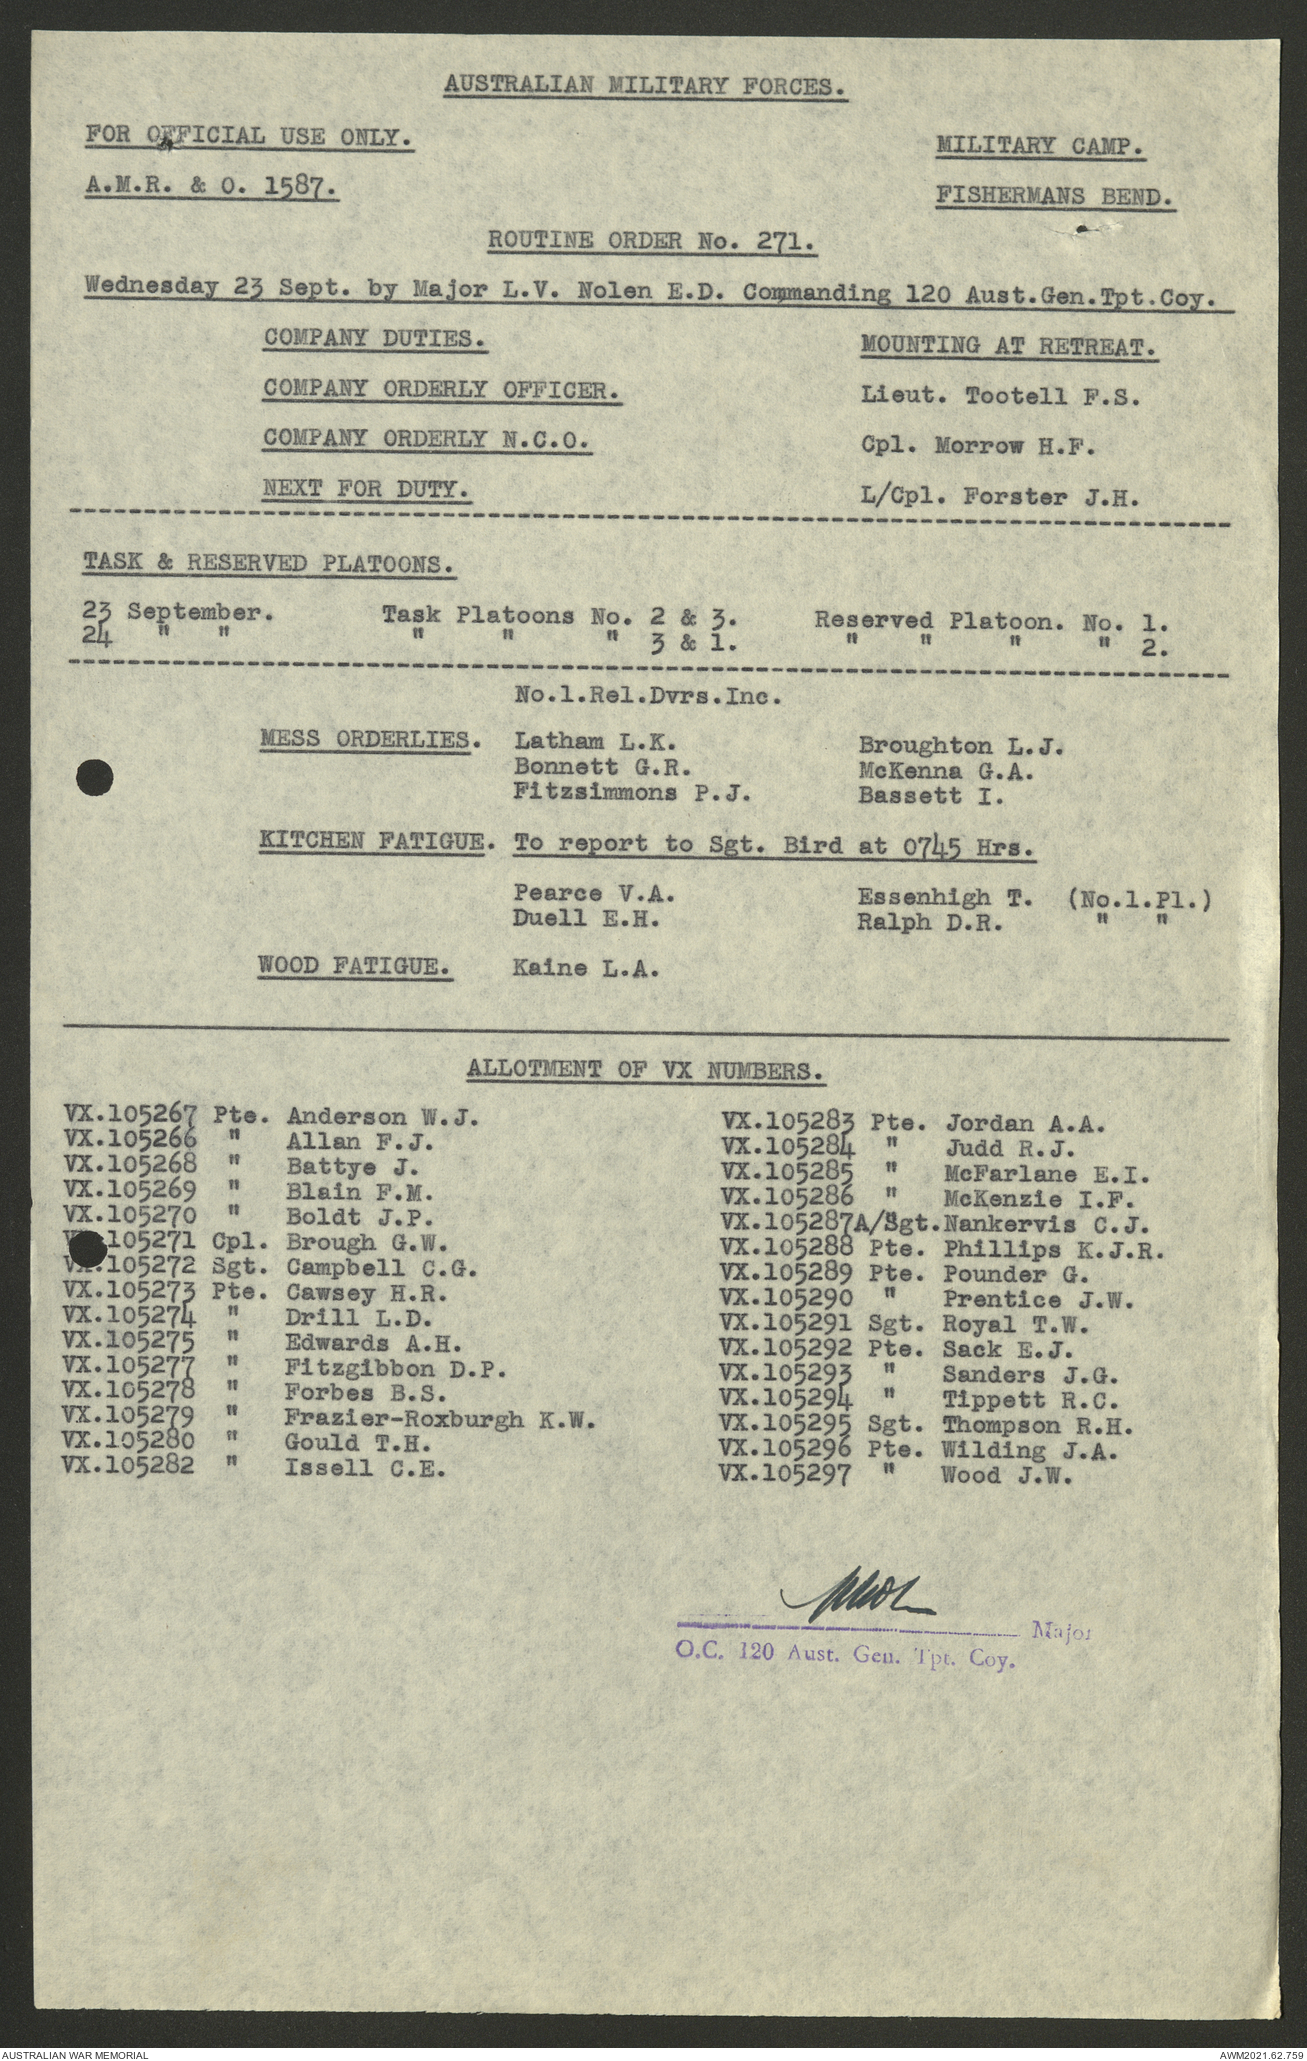 AUSTRALIAN MILITARY FORCES.
FOR OFFICIAL USE ONLY.
MILITARY CAMP.
A.M.R. & O. 1587.
FISHERMANS BEND.
ROUTINE ORDER No. 271.
Wednesday 23 Sept. by Major L.V. Nolen E.D. Commanding 120 Aust.Gen.Tpt.Coy.
COMPANY DUTIES. MOUNTING AT RETREAT.
COMPANY ORDERLY OFFICER. Lieut. Tootell F.S.
COMPANY ORDERLY N.C.O. Cpl. Morrow H.F.
NEXT FOR DUTY. L/Cpl. Forster J.H.
TASK & RESERVED PLATOONS.
23 September. Task Platoons No. 2 & 3. Reserved Platoon. No. 1.
24 " " " " " 3 & 1. " " " " 2.
No.1.Rel.Dvrs.Inc.
MESS ORDERLIES. Latham L.K. Broughton L.J.
Bonnett G.R. McKenna G.A.
Fitzsimmons P.J. Bassett I.
KITCHEN FATIGUE. To report to Sgt. Bird at 0745 Hrs.
Pearce V.A. Essenhigh T. (No.1.Pl.)
Duell E.H. Ralph D.R. " "
WOOD FATIGUE. Kaine L.A.
ALLOTMENT OF VX NUMBERS.
VX.105267 Pte. Anderson W.J.
VX.105266 " Allan F.J.
VX.105268 " Battye J.
VX.105269 " Blain F.M.
VX.105270 " Boldt J.P.
105271 Cpl. Brough G.W.
VX.105272 Sgt. Campbell C.G.
VX.105273 Pte. Cawsey H.R.
VX.105274 " Drill L.D.
VX.105275 " Edwards A.H.
VX.105277 " Fitzgibbon D.P.
VX.105278 " Forbes B.S.
VX.105279 " Frazier-Roxburgh K.W.
VX.105280 " Gould T.H.
VX.105282 " Issell C.E.
VX.105283 Pte. Jordan A.A.
VX.105284 " Judd R.J.
VX.105285 " McFarlane E.I.
VX.105286 " McKenzie I.F.
VX.105287A/Sgt.Nankervis C.J.
VX.105288 Pte. Phillips K.J.R.
VX.105289 Pte. Pounder G.
VX.105290 " Prentice J.W.
VX.105291 Sgt. Royal T.W.
VX.105292 Pte. Sack E.J.
VX.105293 " Sanders J.G.
VX.105294 " Tippett R.C.
VX.105295 Sgt. Thompson R.H.
VX.105296 Pte. Wilding J.A.
VX.105297 " Wood J.W.
Major
O.C. 120 Aust. Gen. Tpt. Coy.
AUSTRALIAN WAR MEMORIAL
AWM2021.62.759